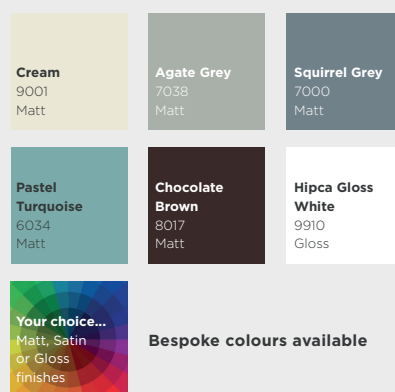 Cream
9001
Matt
Agate Grey
7038
Matt
Squirrel Grey
7000
Matt
Pastel
Turquoise
6034
Matt
Chocolate
Brown
8017
Matt
Hipca Gloss
White
9910
Gloss
Your choice...
Matt, Satin
or Gloss
finishes
Bespoke colours available